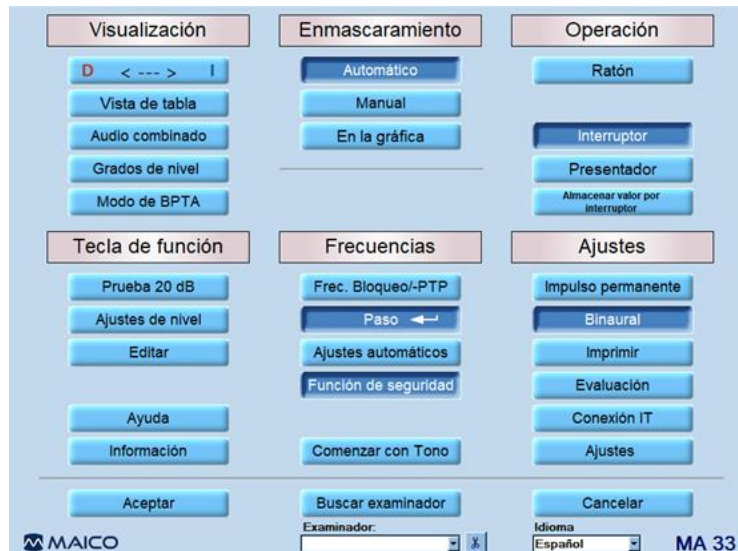 Visualización
D < --- > I
Vista de tabla
Audio combinado
Grados de nivel
Modo de BPTA
Enmascaramiento
Automático
Manual
En la gráfica
Operación
Ratón
Interruptor
Presentador
Almacenar valor por
interruptor
Tecla de función
Prueba 20 dB
Ajustes de nivel
Editar
Ayuda
Información
Frecuencias
Frec. Bloqueo/-PTP
Paso
Ajustes automáticos
Función de seguridad
Comenzar con Tono
Ajustes
Impulso permanente
Binaural
Imprimir
Evaluación
Conexión IT
Ajustes
Aceptar
Buscar examinador
Cancelar
Examinador:
Idioma
Español
MAICO
MA 33